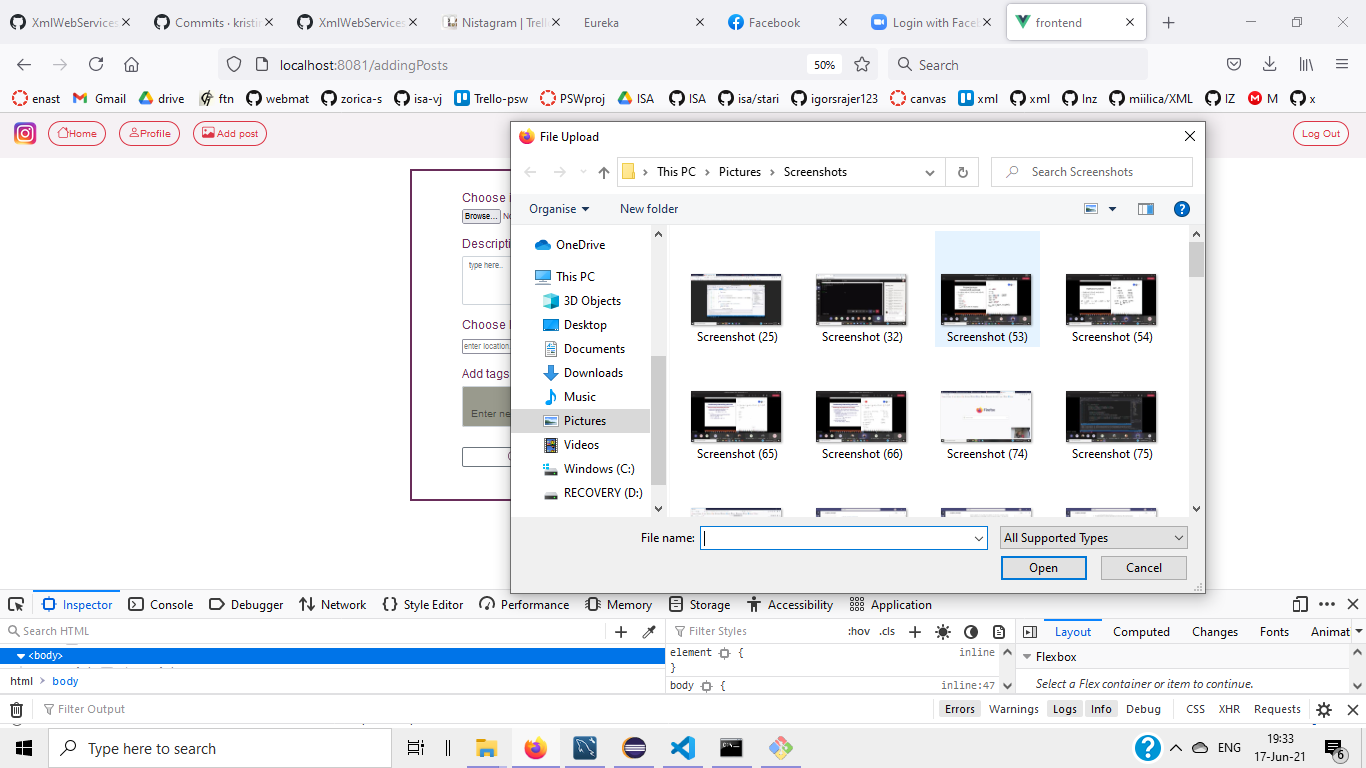 XmlWebServices
Commits · kristin
XmlWebServices
Nistagram | Trell
Eureka
Facebook
Login with Faceb
frontend
localhost:8081/addingPosts
50%
Search
enast
Gmail
drive
ftn
webmat
zorica-s
isa-vj
Trello-psw
PSWproj
ISA
ISA
isa/stari
igorsrajer123
canvas
xml
xml
Inz
miilica/XML
IZ
M
x
Home
Profile
Add post
Log Out
Choose
Browse...
Descripti
type here..
Choose
enter location
Add tags
Enter ne
File Upload
This PC
Pictures
Screenshots
Search Screenshots
Organise
New folder
OneDrive
This PC
3D Objects
Desktop
Documents
Downloads
Music
Pictures
Videos
Windows (C:)
RECOVERY (D:)
Screenshot (25)
Screenshot (32)
Screenshot (53)
Screenshot (54)
Screenshot (65)
Screenshot (66)
Screenshot (74)
Screenshot (75)
File name:
All Supported Types
Open
Cancel
Inspector
Console
Debugger
Network
Style Editor
Performance
Memory
Storage
Accessibility
Application
Search HTML
Filter Styles
:hov
.cls
Layout
Computed
Changes
Fonts
Animat
<body>
element {
inline
}
body {
inline:47
Flexbox
Select a Flex container or item to continue.
html
body
Filter Output
Errors
Warnings
Logs
Info
Debug
CSS
XHR
Requests
Type here to search
ENG
19:33
17-Jun-21
6